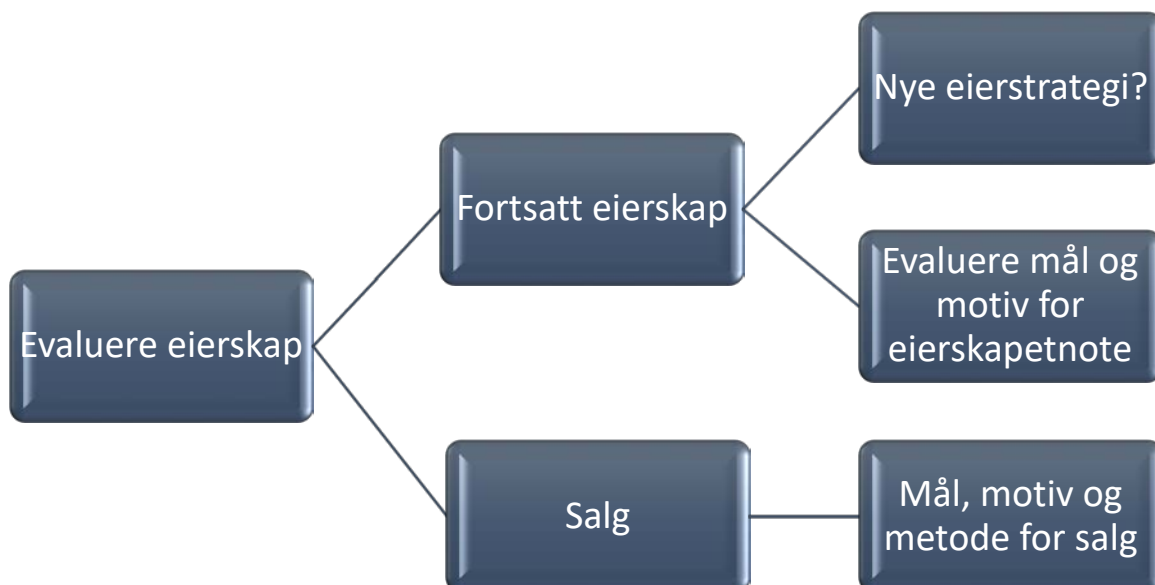 Nye eierstrategi?
Fortsatt eierskap
Evaluere mål og
motiv for
eierskapetnote
Evaluere eierskap
Salg
Mål, motiv og
metode for salg